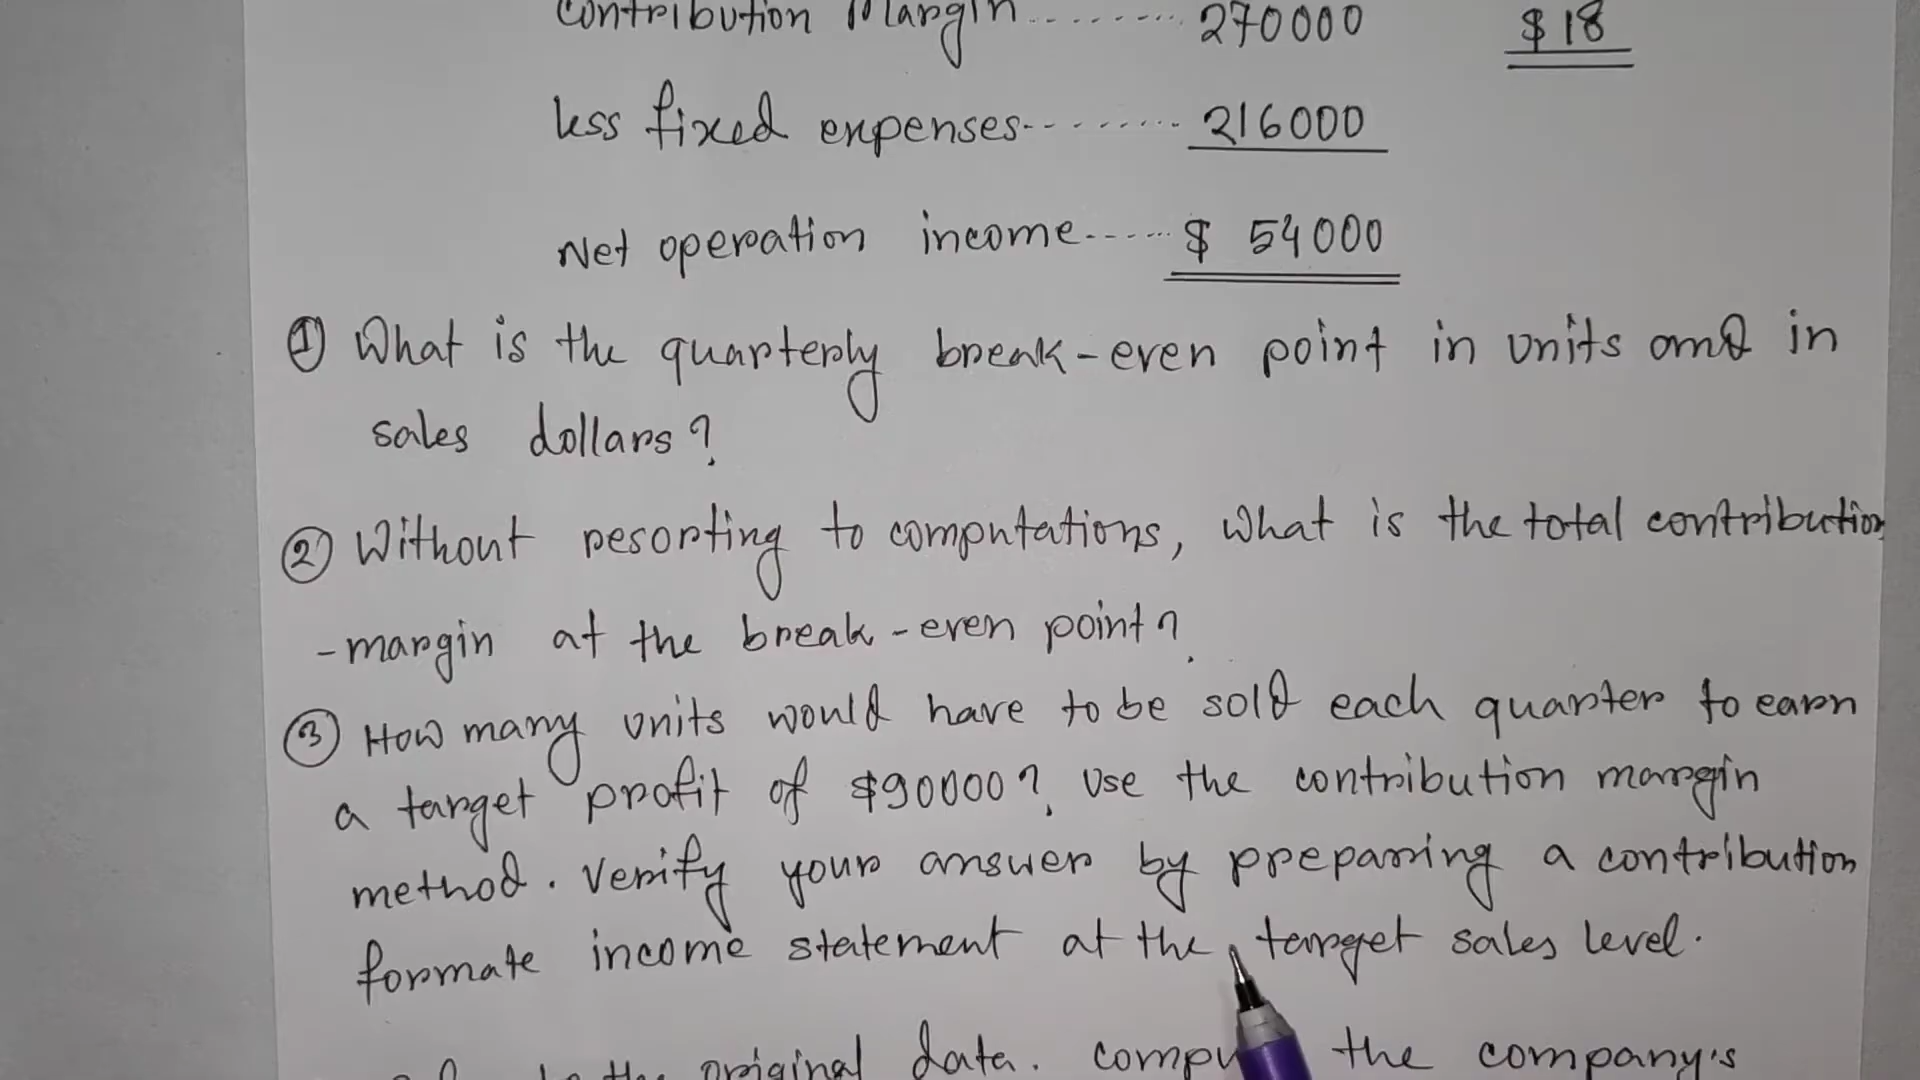 Contribution Margin............ 270000 $18
less fixed expenses.......... 216000
Net operation income...... $ 54000
① What is the quarterly break-even point in units and in
sales dollars?
② Without resorting to computations, what is the total contribution
-margin at the break-even point?
③ How many units would have to be sold each quarter to earn
a target profit of $90000? Use the contribution margin
method. Verify your answer by preparing a contribution
formate income statement at the target sales level.
the original data. the company's